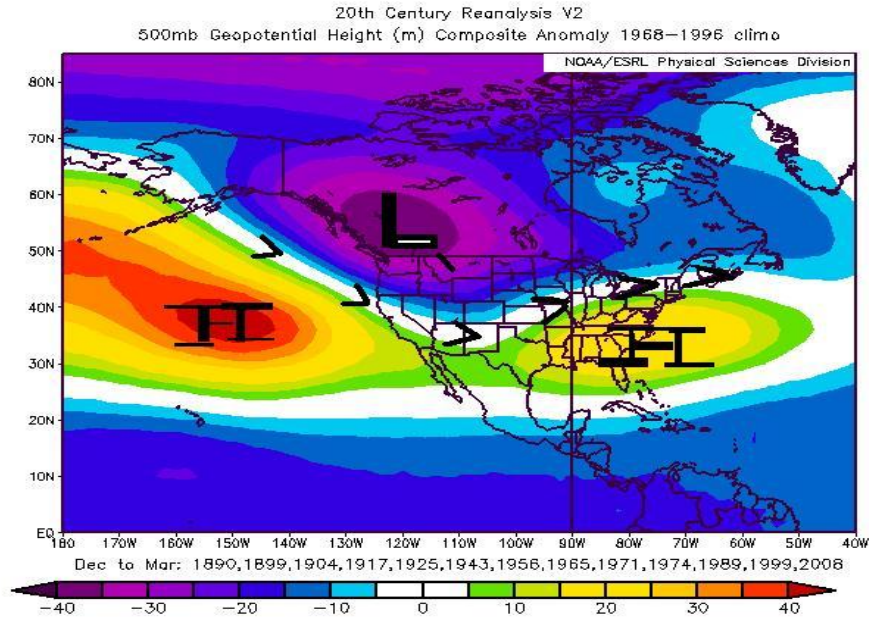 20th Century Reanalysis V2
500mb Geopotential Height (m) Composite Anomaly 1968-1996 clima
NOAA/ESRL Physical Sciences Division
80N
70N
60N
50N
40N
30N
20N
10N
EQ
L
H
H
180 170W 160W 150W 140W 130W 120W 110W 100W 90W 80W 70W 60W 50W 40W
Dec to Mar: 1890,1899,1904,1917,1925,1943,1956,1965,1971,1974,1989,1999,2008
-40 -30 -20 -10 0 10 20 30 40